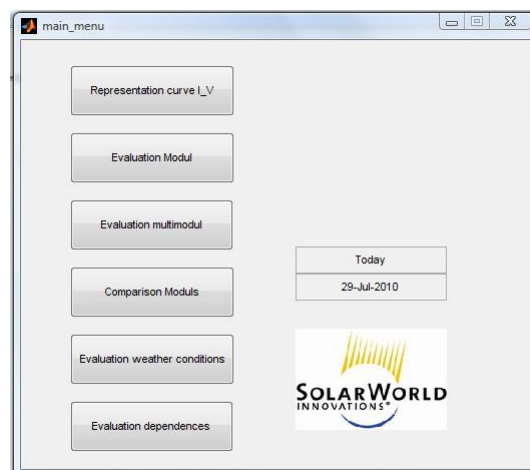 main_menu
Representation curve I_V
Evaluation Modul
Evaluation multimodul
Comparison Moduls
Evaluation weather conditions
Evaluation dependences
Today
29-Jul-2010
SOLARWORLD
INNOVATIONS